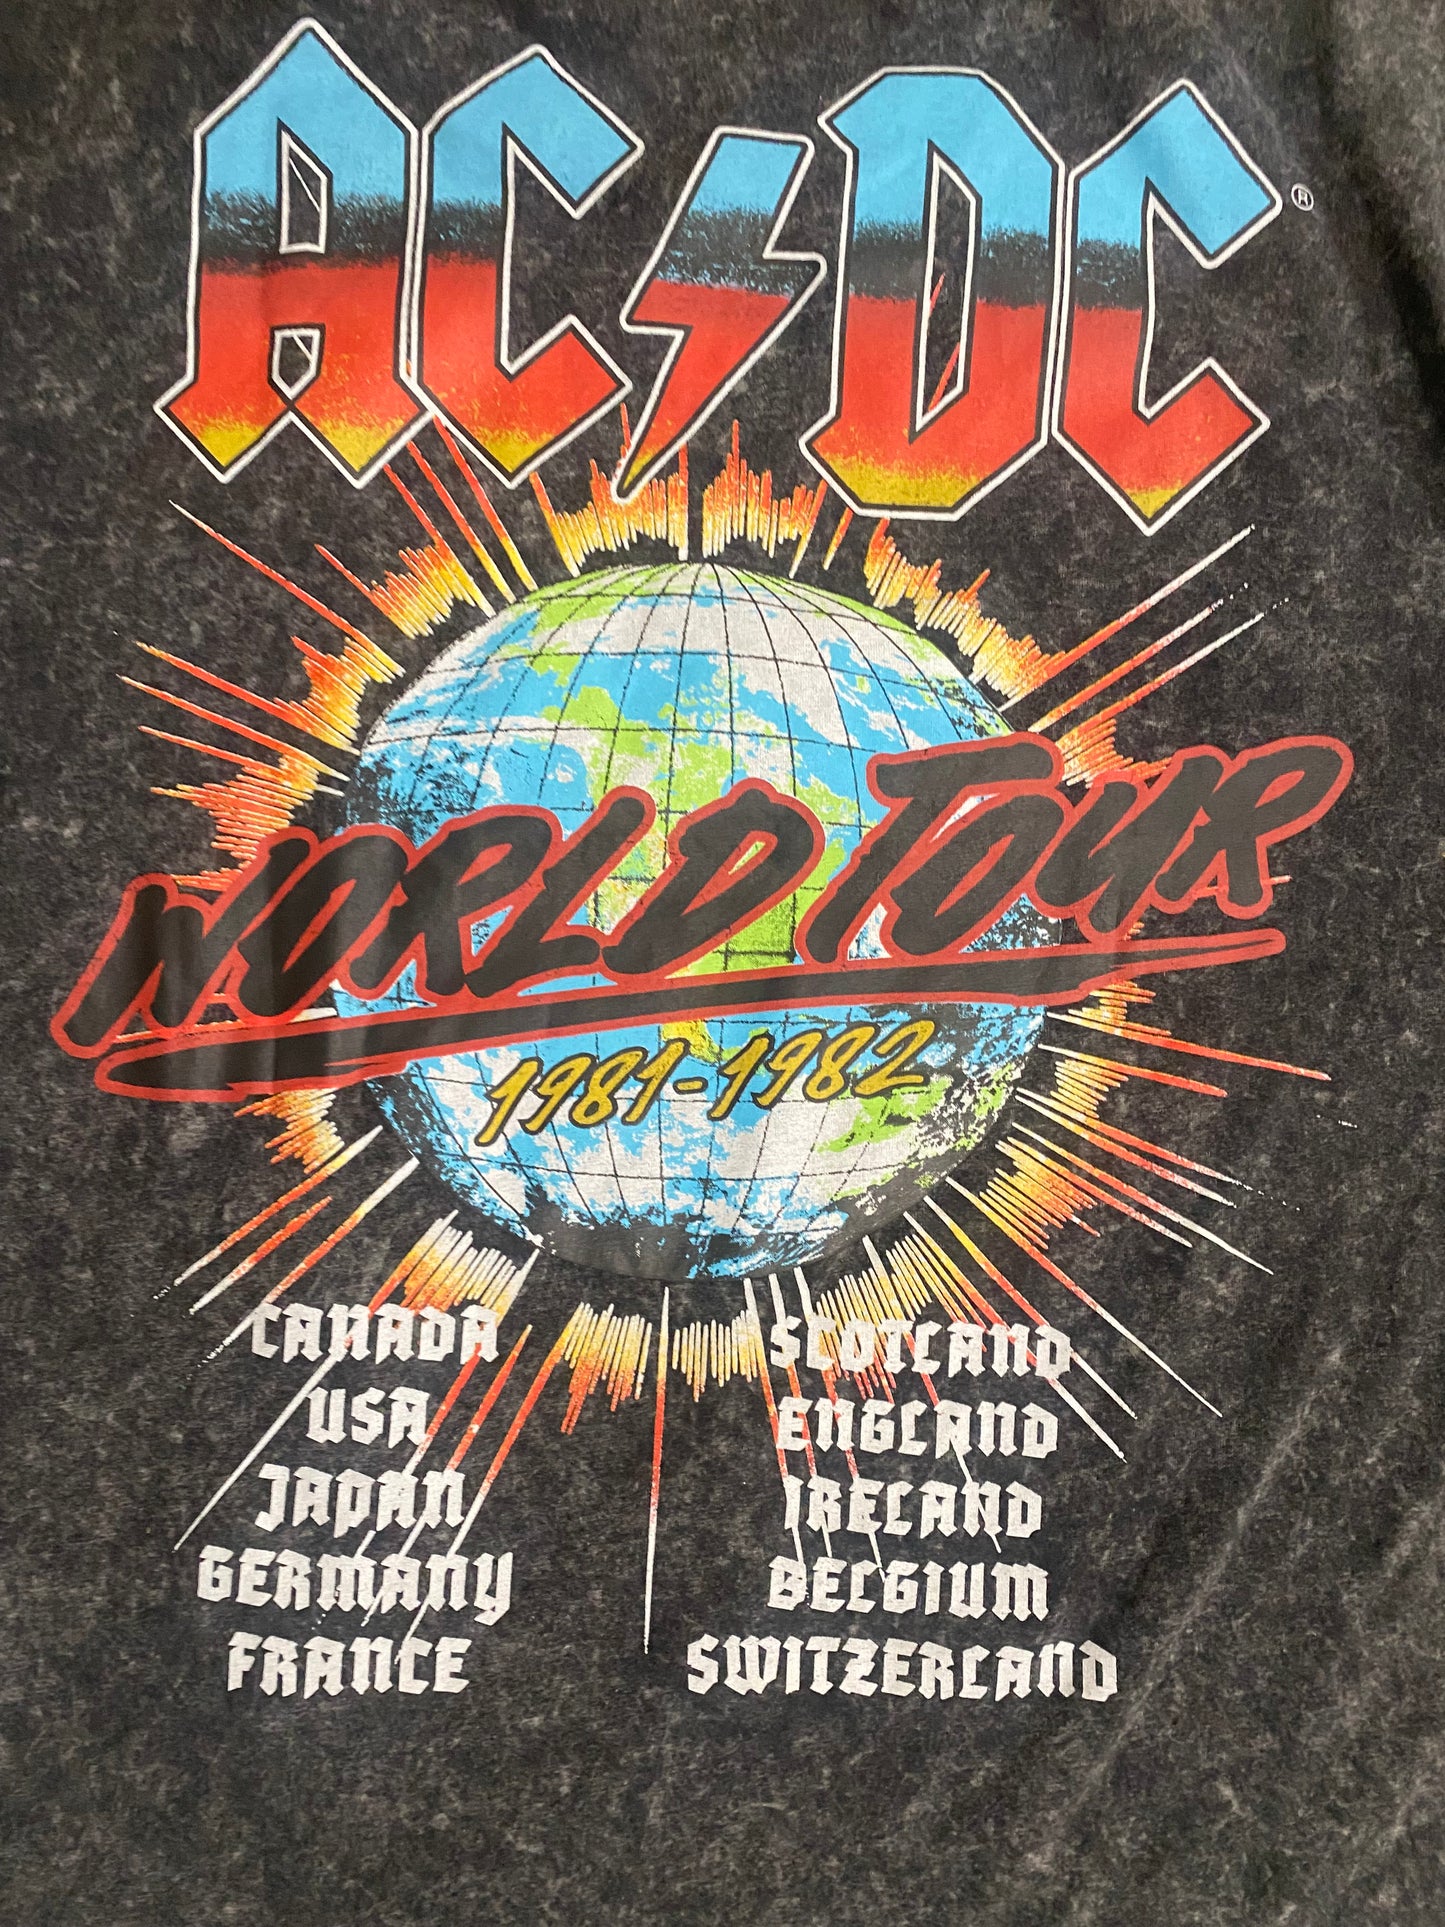 AC⚡DC®
WORLD TOUR
1981-1982
CANADA
USA
JAPAN
GERMANY
FRANCE
SCOTLAND
ENGLAND
IRELAND
BELGIUM
SWITZERLAND